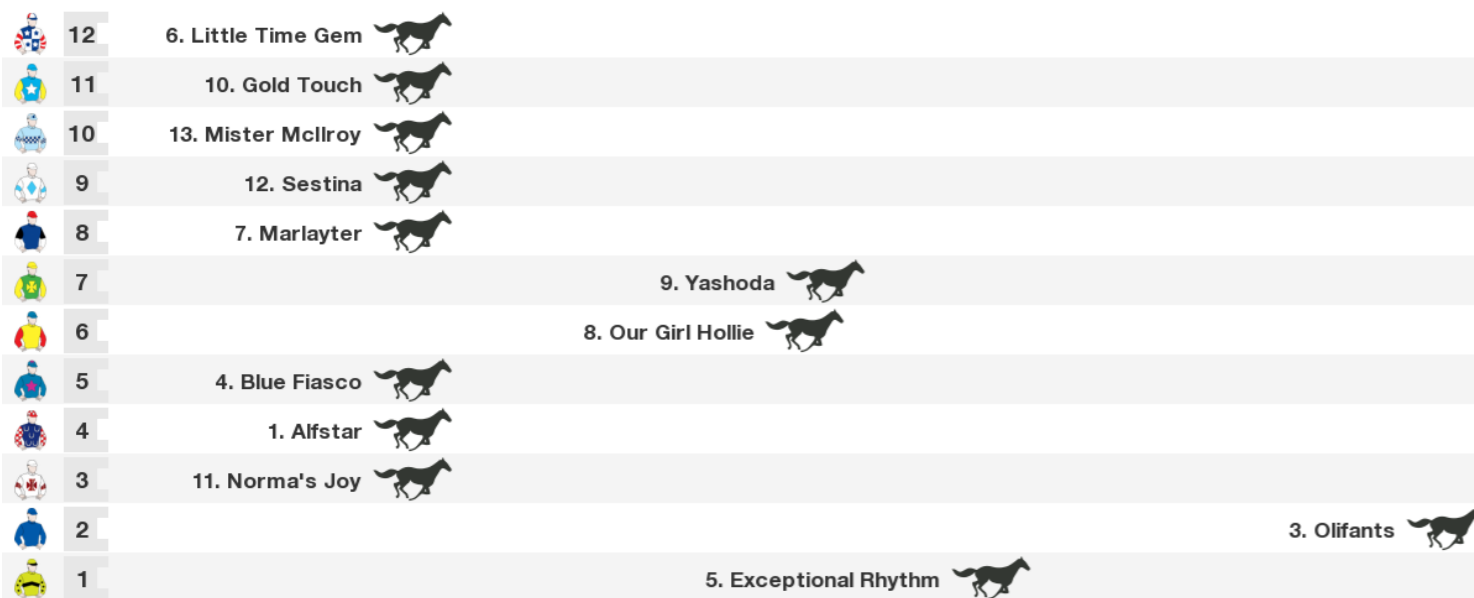 12 6. Little Time Gem
11 10. Gold Touch
10 13. Mister McIlroy
9 12. Sestina
8 7. Marlayter
7 9. Yashoda
6 8. Our Girl Hollie
5 4. Blue Fiasco
4 1. Alfstar
3 11. Norma's Joy
2 3. Olifants
1 5. Exceptional Rhythm